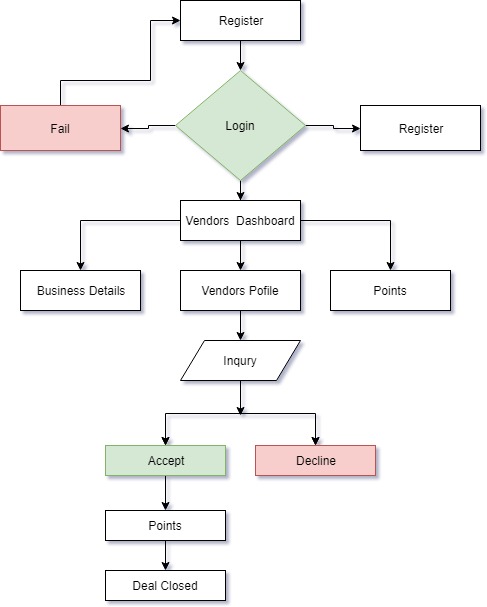 Register
Fail
Login
Register
Vendors Dashboard
Business Details
Vendors Pofile
Points
Inqury
Accept
Decline
Points
Deal Closed